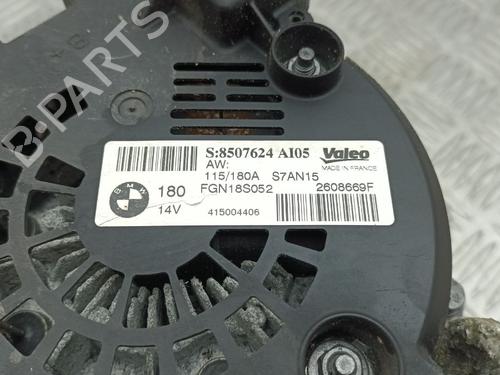 B
B-PARTS
S:8507624 AI05
Valeo
AW:
MADE IN FRANCE
115/180A S7AN15
BMW
180
FGN18S052
2608669F
14V
415004406